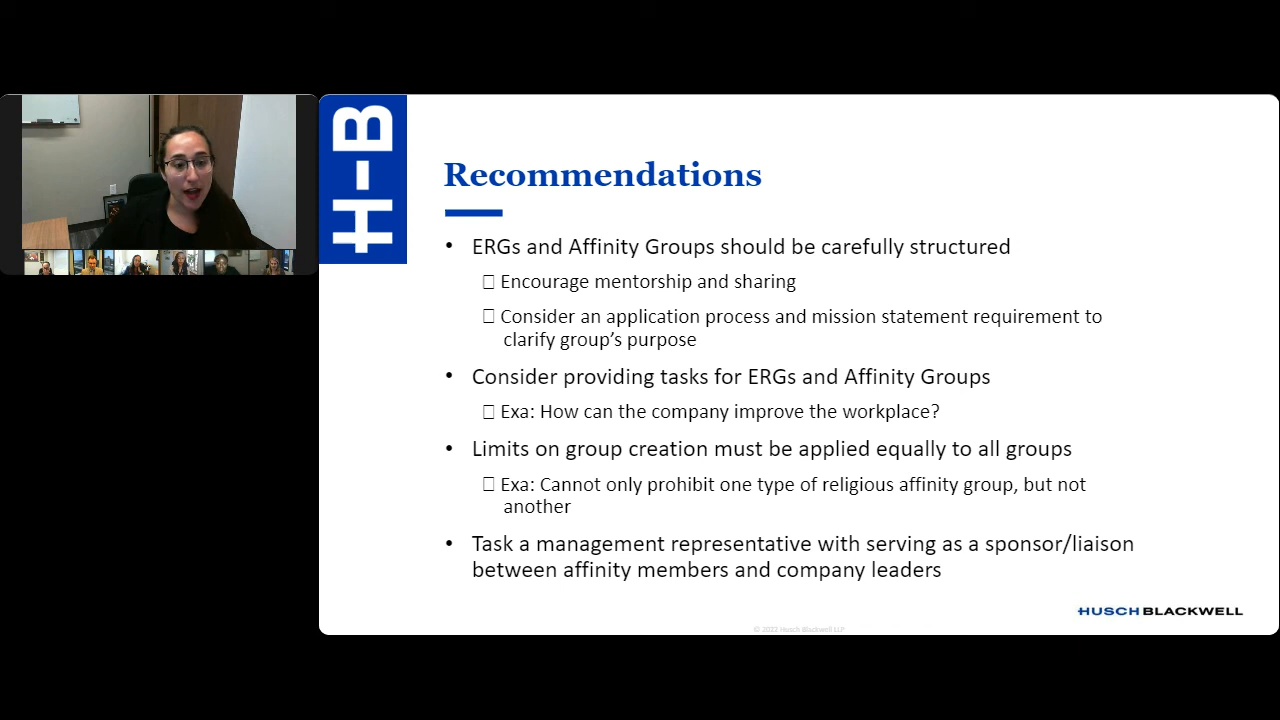 H-B
Recommendations
• ERGs and Affinity Groups should be carefully structured
□ Encourage mentorship and sharing
□ Consider an application process and mission statement requirement to
clarify group’s purpose
• Consider providing tasks for ERGs and Affinity Groups
□ Exa: How can the company improve the workplace?
• Limits on group creation must be applied equally to all groups
□ Exa: Cannot only prohibit one type of religious affinity group, but not
another
• Task a management representative with serving as a sponsor/liaison
between affinity members and company leaders
HUSCH BLACKWELL
© 2022 Husch Blackwell LLP